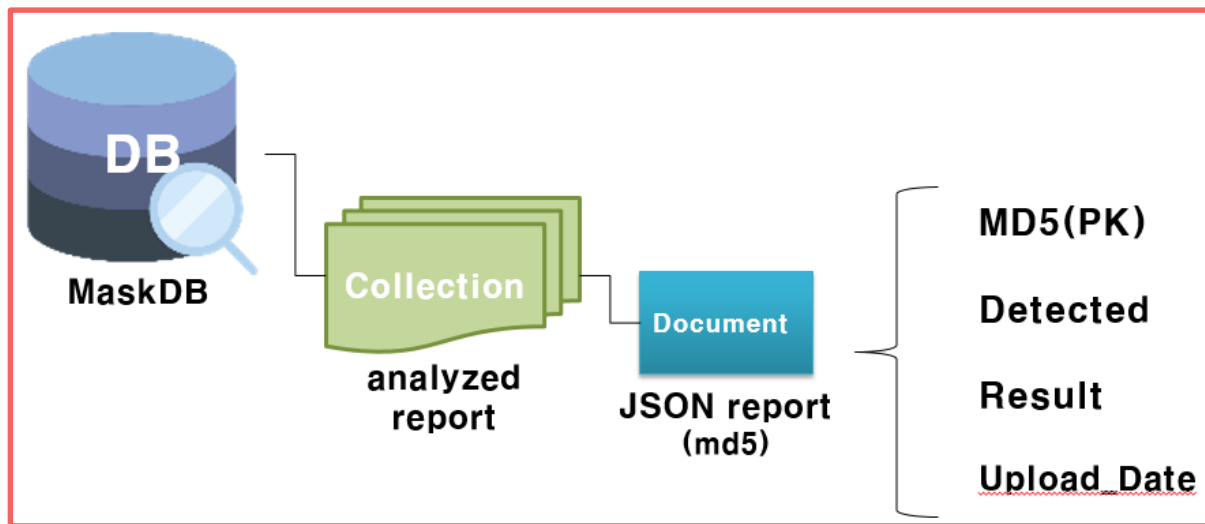 DB
MaskDB
Collection
analyzed
report
Document
JSON report
(md5)
MD5(PK)
Detected
Result
Upload_Date